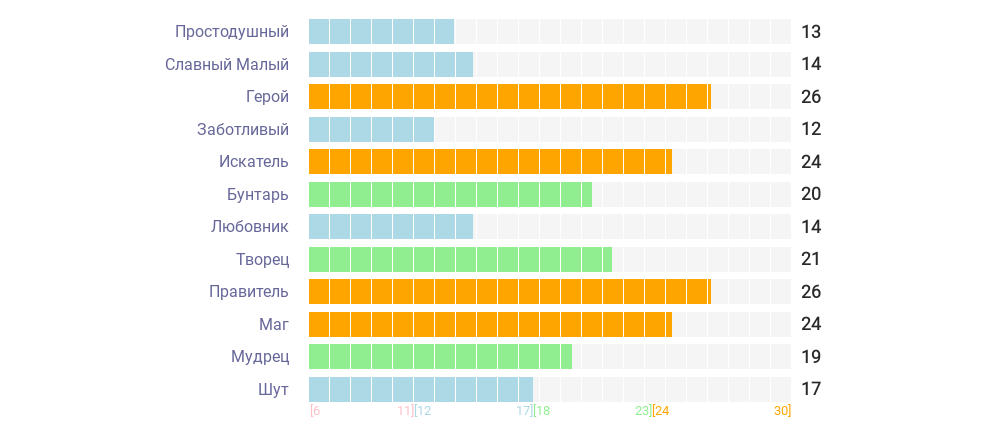 Простодушный 13
Славный Малый 14
Герой 26
Заботливый 12
Искатель 24
Бунтарь 20
Любовник 14
Творец 21
Правитель 26
Маг 24
Мудрец 19
Шут 17
[6 11][12 17][18 23][24 30]